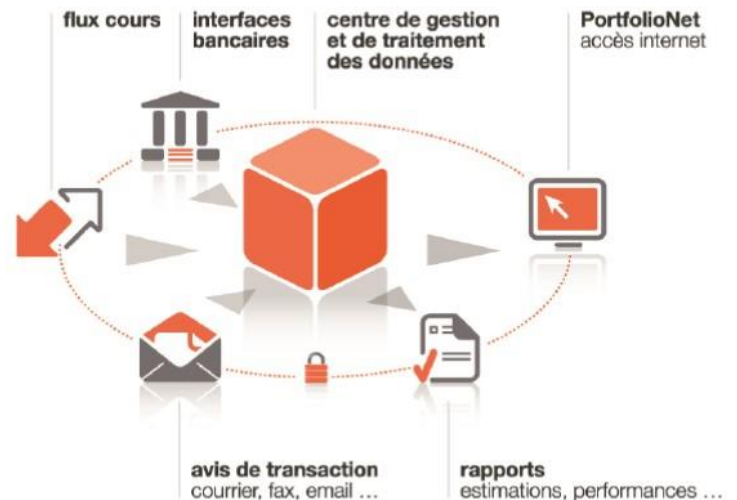 flux cours
interfaces
bancaires
centre de gestion
et de traitement
des données
PortfolioNet
accès internet
avis de transaction
courrier, fax, email ...
rapports
estimations, performances ...